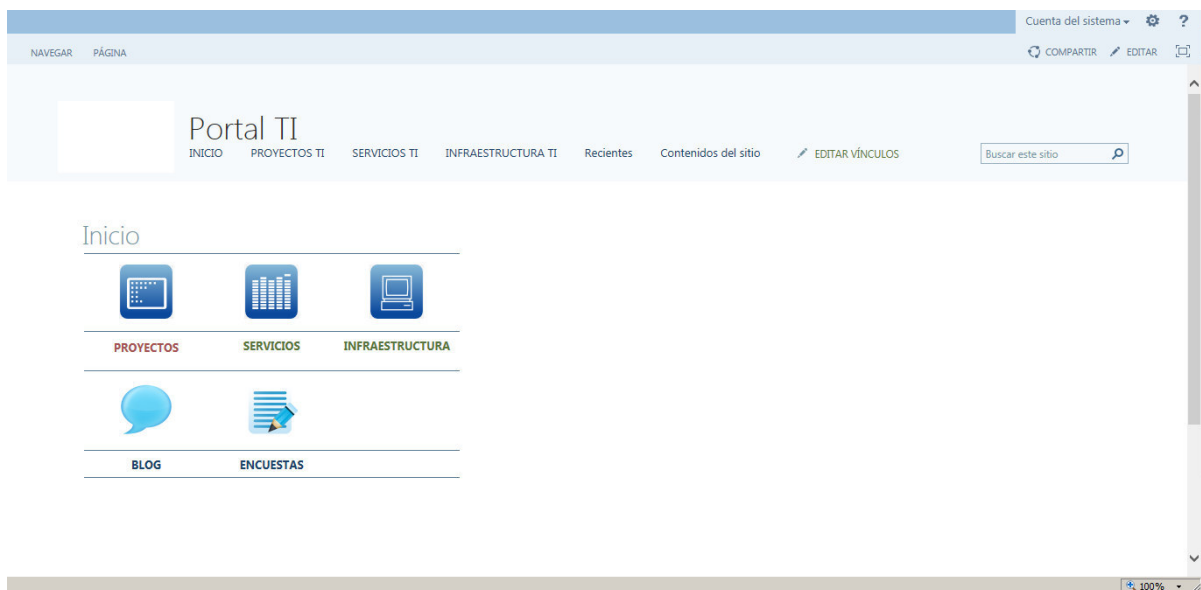 Cuenta del sistema
?
NAVEGAR PÁGINA COMPARTIR EDITAR
Portal TI
INICIO PROYECTOS TI SERVICIOS TI INFRAESTRUCTURA TI Recientes Contenidos del sitio EDITAR VÍNCULOS Buscar este sitio
Inicio
PROYECTOS SERVICIOS INFRAESTRUCTURA
BLOG ENCUESTAS
100%